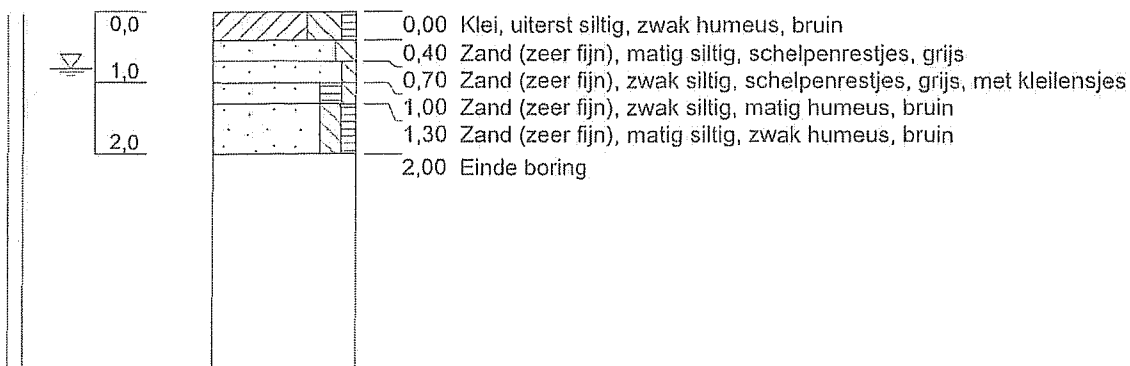 0,0
1,0
2,0
0,00 Klei, uiterst siltig, zwak humeus, bruin
0,40 Zand (zeer fijn), matig siltig, schelpenrestjes, grijs
0,70 Zand (zeer fijn), zwak siltig, schelpenrestjes, grijs, met kleilensjes
1,00 Zand (zeer fijn), zwak siltig, matig humeus, bruin
1,30 Zand (zeer fijn), matig siltig, zwak humeus, bruin
2,00 Einde boring